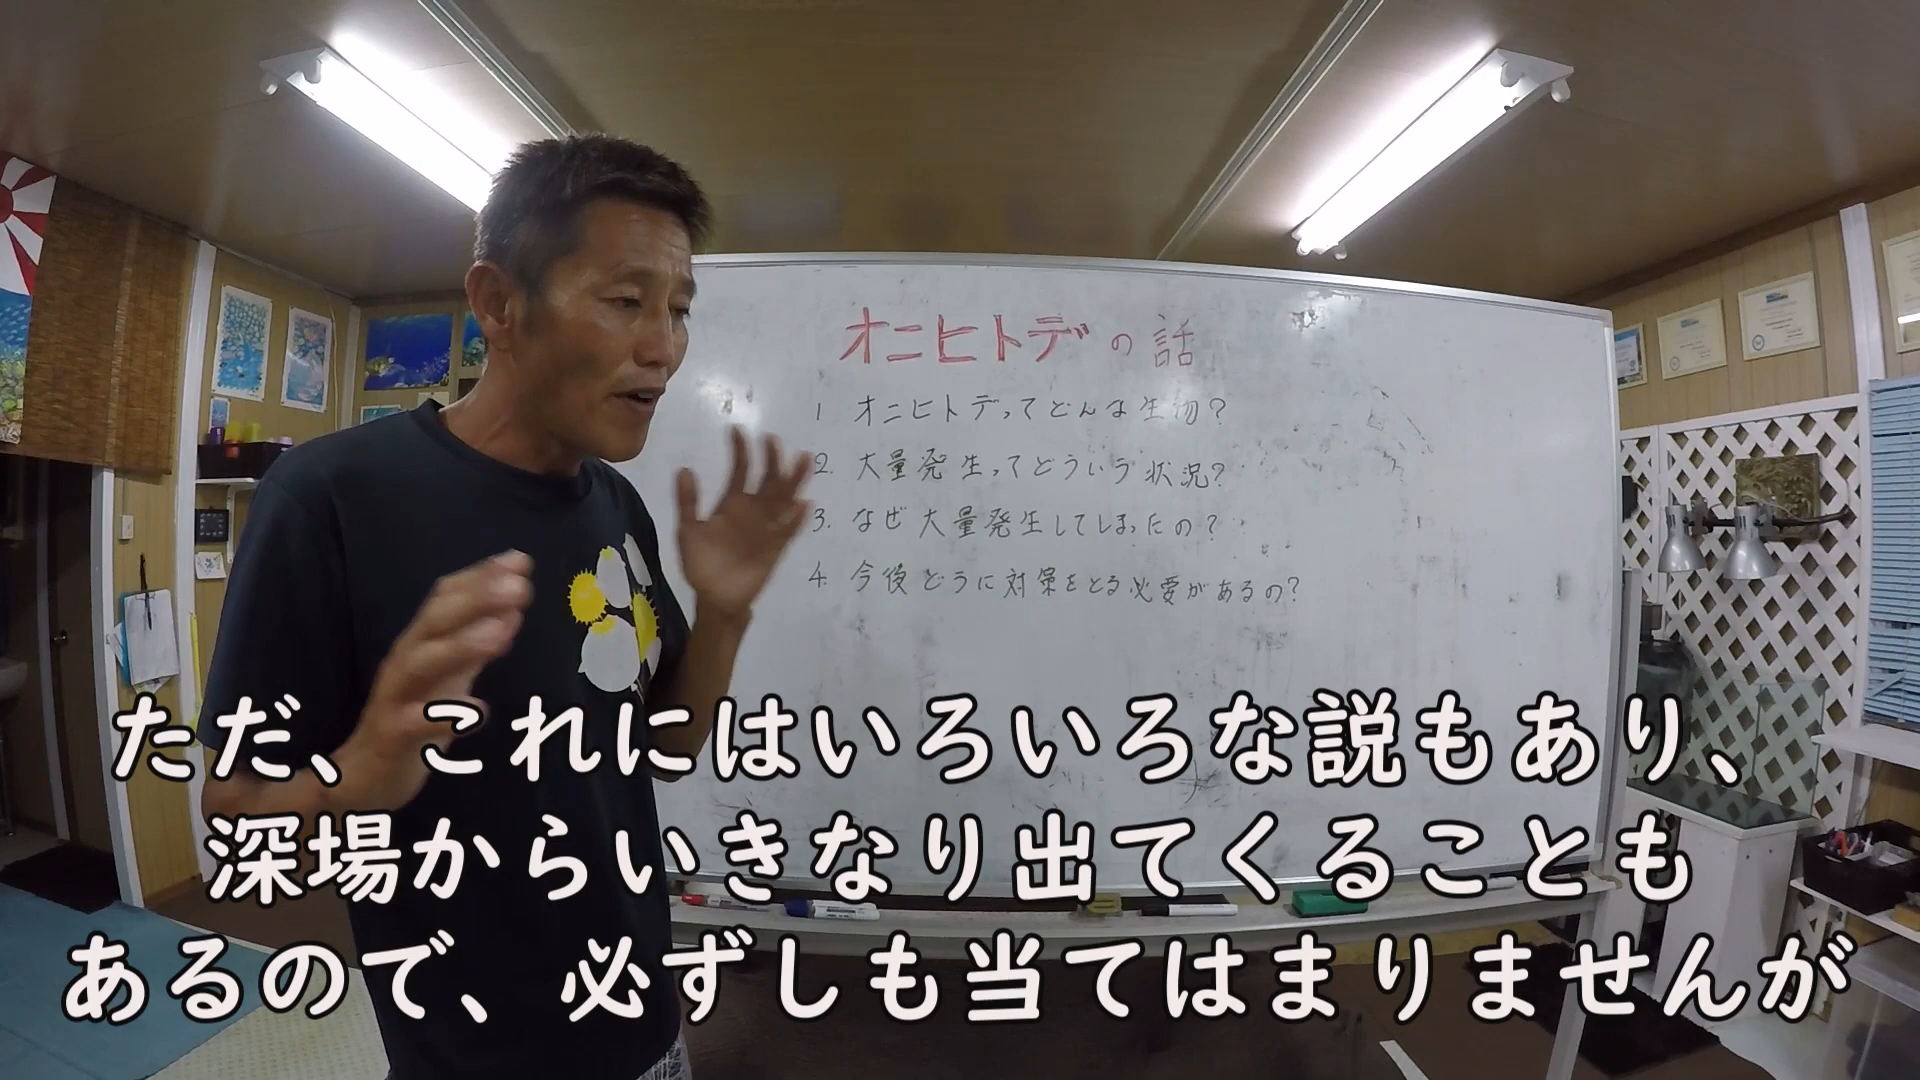 オニヒトデの話
1 オニヒトデってどんな生物?
2. 大量発生ってどういう状況?
3. なぜ大量発生してしまったの?
4. 今後どうに対策をとる必要があるの?
ただ、これにはいろいろな説もあり、
深場からいきなり出てくることも
あるので、必ずしも当てはまりませんが